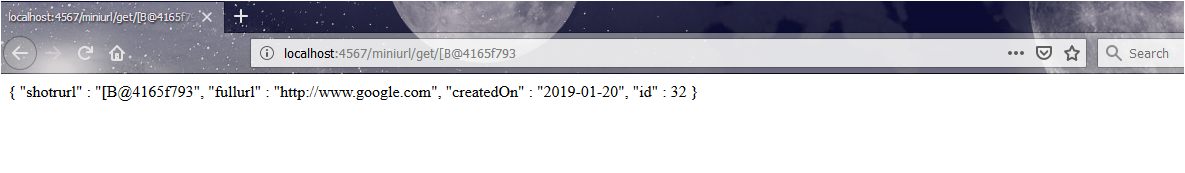 localhost:4567/miniurl/get/[B@4165f79
localhost:4567/miniurl/get/[B@4165f793
Search
{ "shotrurl" : "[B@4165f793", "fullurl" : "http://www.google.com", "createdOn" : "2019-01-20", "id" : 32 }